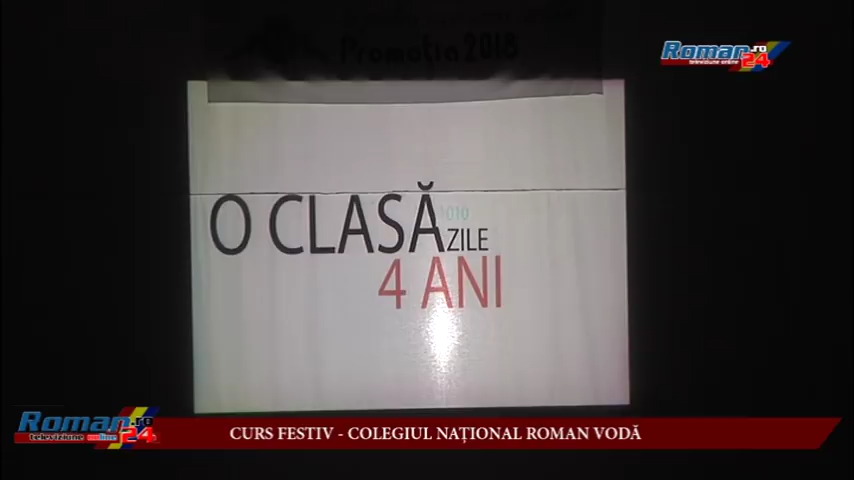 Promoția 2018
Roman.ro
televiziune online 24
O CLASĂ
1010
ZILE
4 ANI
Roman.ro
televiziune online 24
CURS FESTIV - COLEGIUL NAȚIONAL ROMAN VODĂ